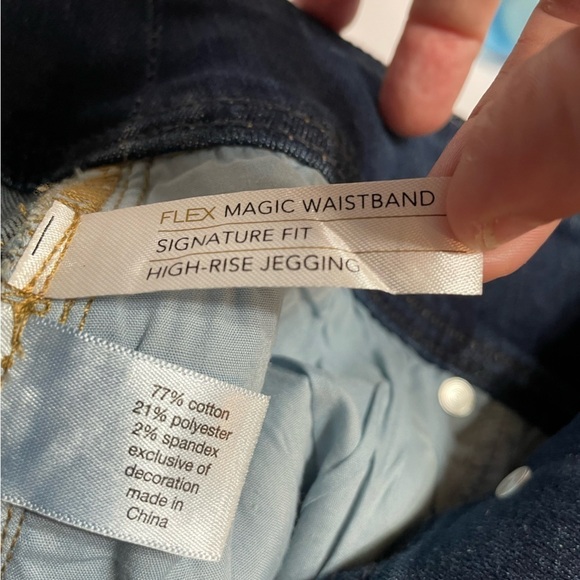 FLEX MAGIC WAISTBAND
SIGNATURE FIT
HIGH-RISE JEGGING
77% cotton
21% polyester
2% spandex
exclusive of
decoration
made in
China